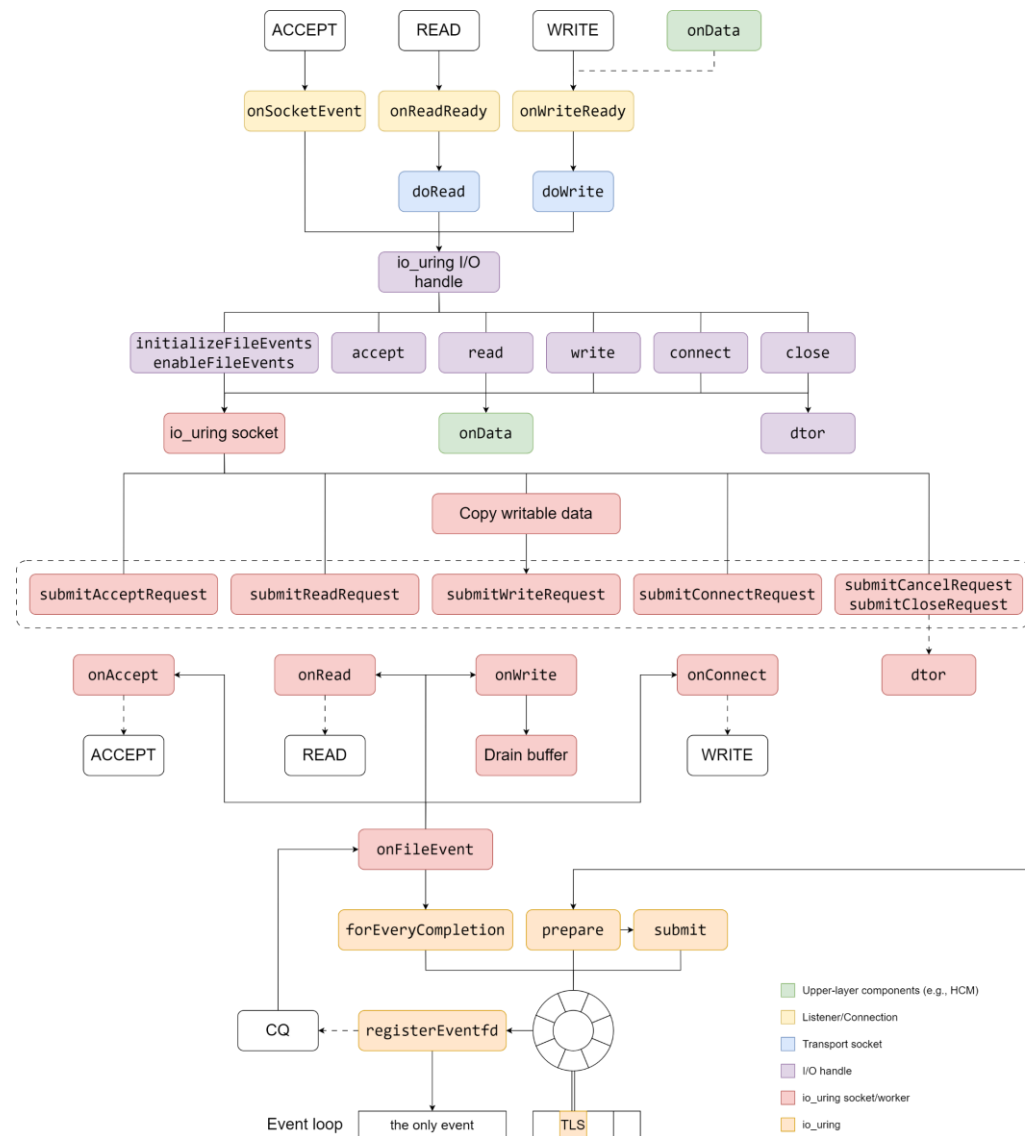 ACCEPT
READ
WRITE
onData
onSocketEvent
onReadReady
onWriteReady
doRead
doWrite
io_uring I/O
handle
initializeFileEvents
enableFileEvents
accept
read
write
connect
close
io_uring socket
onData
dtor
Copy writable data
submitAcceptRequest
submitReadRequest
submitWriteRequest
submitConnectRequest
submitCancelRequest
submitCloseRequest
onAccept
onRead
onWrite
onConnect
dtor
ACCEPT
READ
Drain buffer
WRITE
onFileEvent
forEveryCompletion
prepare
submit
CQ
registerEventfd
Event loop
the only event
TLS
Upper-layer components (e.g., HCM)
Listener/Connection
Transport socket
I/O handle
io_uring socket/worker
io_uring